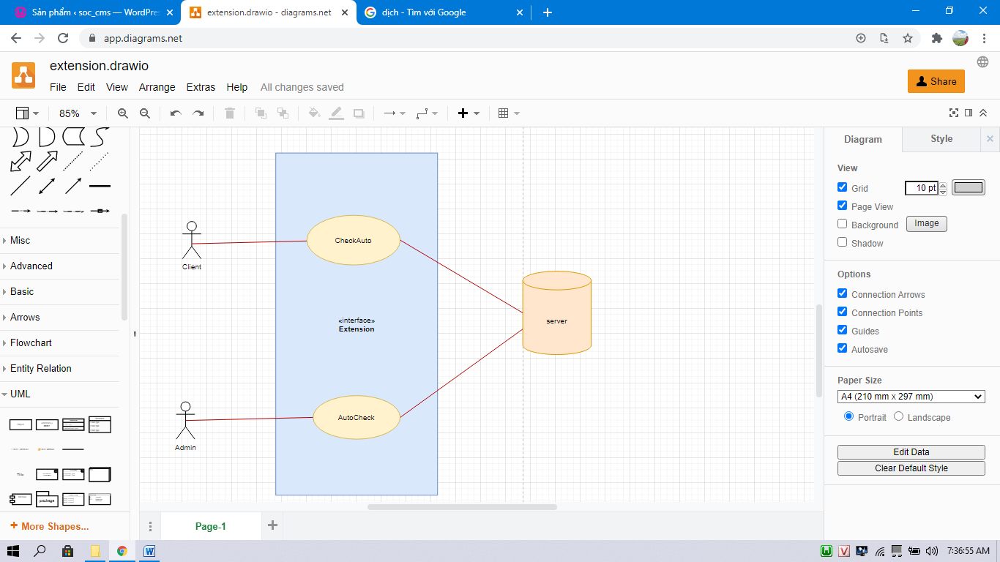 Sản phẩm ‹ soc_cms — WordPre
extension.drawio - diagrams.net
dịch - Tìm với Google
app.diagrams.net
extension.drawio
File Edit View Arrange Extras Help All changes saved
Share
85%
Diagram Style
View
Grid 10 pt
Page View
Background Image
Shadow
Options
Connection Arrows
Connection Points
Guides
Autosave
Paper Size
A4 (210 mm x 297 mm)
Portrait Landscape
Edit Data
Clear Default Style
Misc
Advanced
Basic
Arrows
Flowchart
Entity Relation
UML
Title
package
+ More Shapes...
CheckAuto
Client
«interface»
Extension
server
AutoCheck
Admin
Page-1
7:36:55 AM